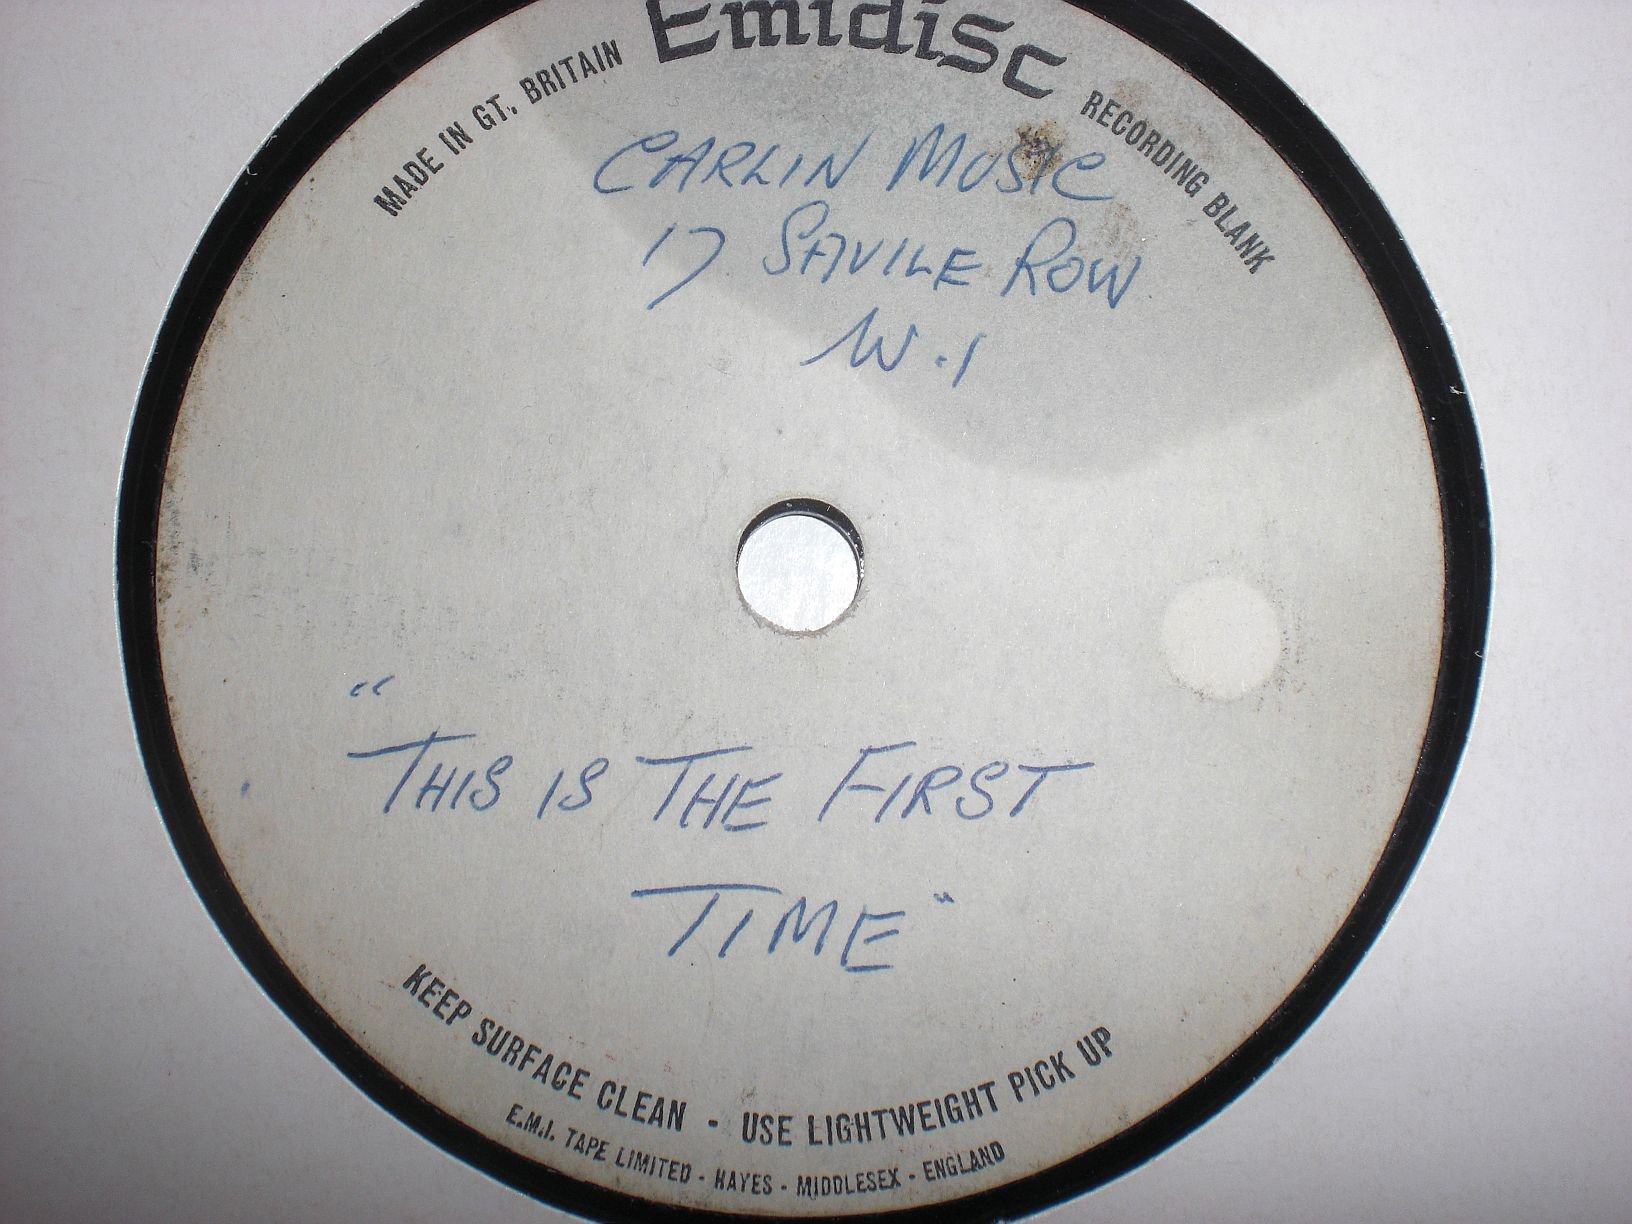 Emidisc
MADE IN GT. BRITAIN
RECORDING BLANK
CARLIN MUSIC
17 SAVILE ROW
W.1
"THIS IS THE FIRST
TIME"
KEEP SURFACE CLEAN - USE LIGHTWEIGHT PICK UP
E.M.I. TAPE LIMITED - HAYES - MIDDLESEX - ENGLAND